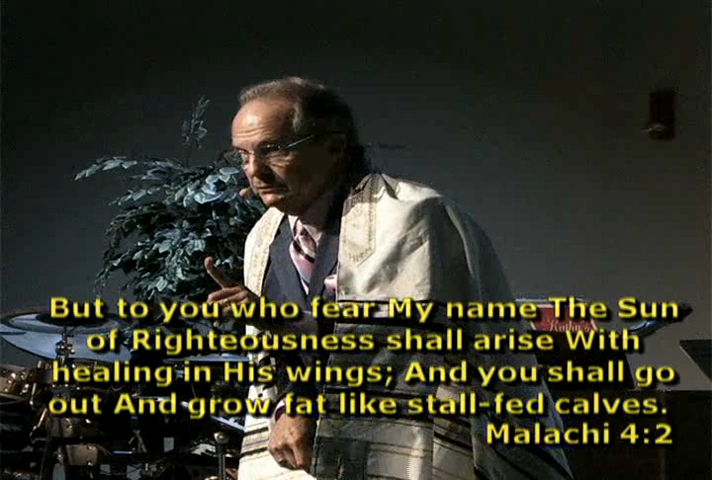 But to you who fear My name The Sun
of Righteousness shall arise With
healing in His wings; And you shall go
out And grow fat like stall-fed calves.
Malachi 4:2